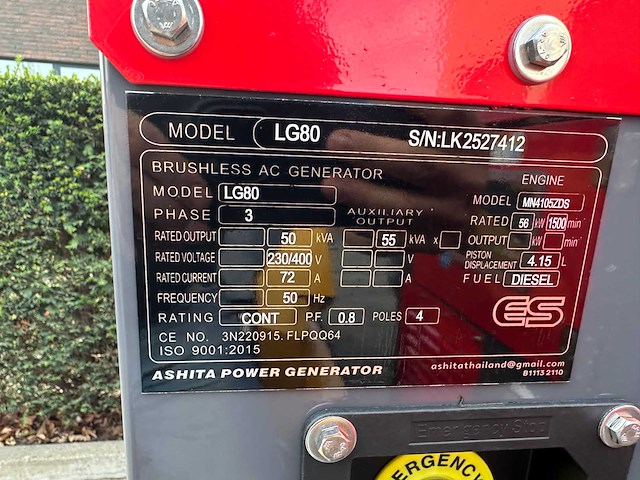 MODEL LG80 S/N:LK2527412
BRUSHLESS AC GENERATOR
MODEL LG80
PHASE 3
AUXILIARY OUTPUT
RATED OUTPUT 50 kVA 55 kVA x
RATED VOLTAGE 230/400 V V
RATED CURRENT 72 A A
FREQUENCY 50 Hz
RATING CONT P.F. 0.8 POLES 4
CE NO. 3N220915. FLPQQ64
ISO 9001:2015
ENGINE
MODEL MN4105ZDS
RATED 56 kW 1500 min
OUTPUT kW min
PISTON DISPLACEMENT 4.15 L
FUEL DIESEL
ES
ASHITA POWER GENERATOR
ashitathailand@gmail.com
B11132110
Emergency Stop
ERGENC